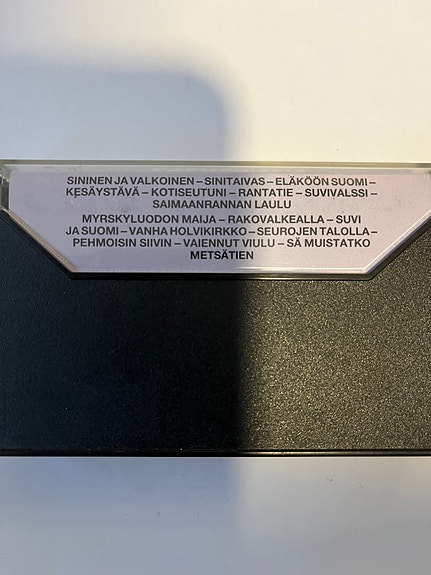 SININEN JA VALKOINEN – SINITAIVAS – ELÄKÖÖN SUOMI –
KESÄYSTÄVÄ – KOTISEUTUNI – RANTATIE – SUVIVALSSI –
SAIMAANRANNAN LAULU
MYRSKYLUODON MAIJA – RAKOVALKEALLA – SUVI
JA SUOMI – VANHA HOLVIKIRKKO – SEUROJEN TALOLLA –
PEHMOISIN SIIVIN – VAIENNUT VIULU – SÄ MUISTATKO
METSÄTIEN